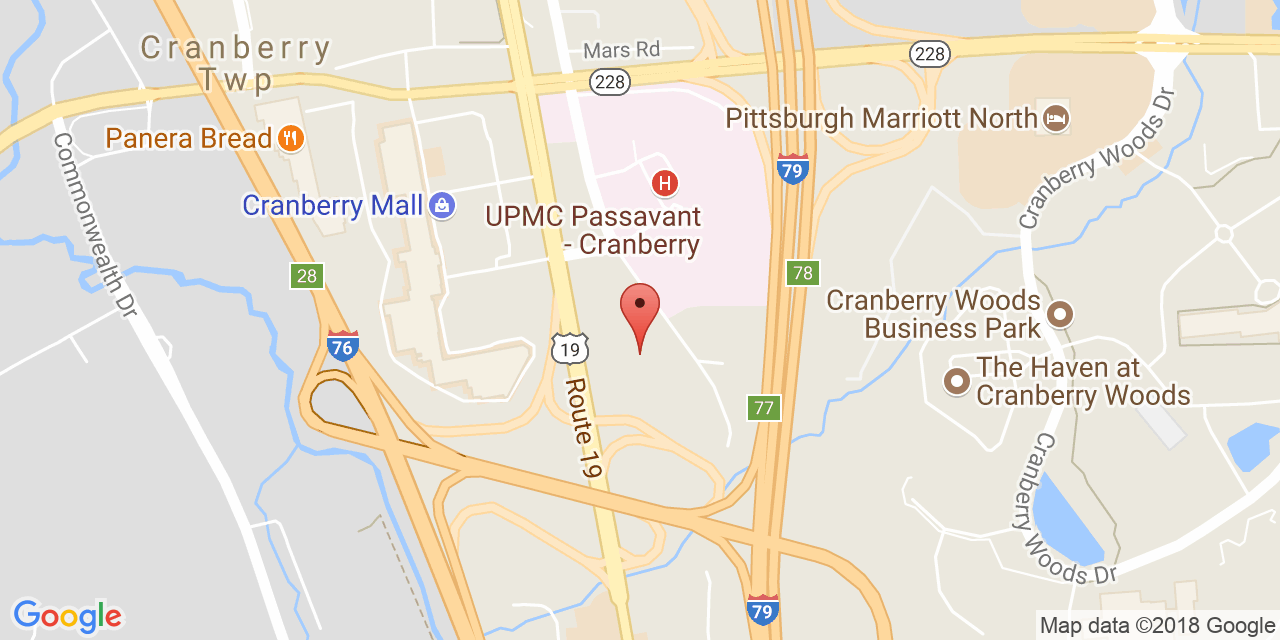 Cranberry
Twp
Mars Rd
228
228
Panera Bread
Pittsburgh Marriott North
Commonwealth Dr
Cranberry Woods Dr
79
H
Cranberry Mall
UPMC Passavant
- Cranberry
28
78
Cranberry Woods
Business Park
76
19
The Haven at
Cranberry Woods
77
Route 19
Cranberry Woods Dr
79
Google
Map data ©2018 Google